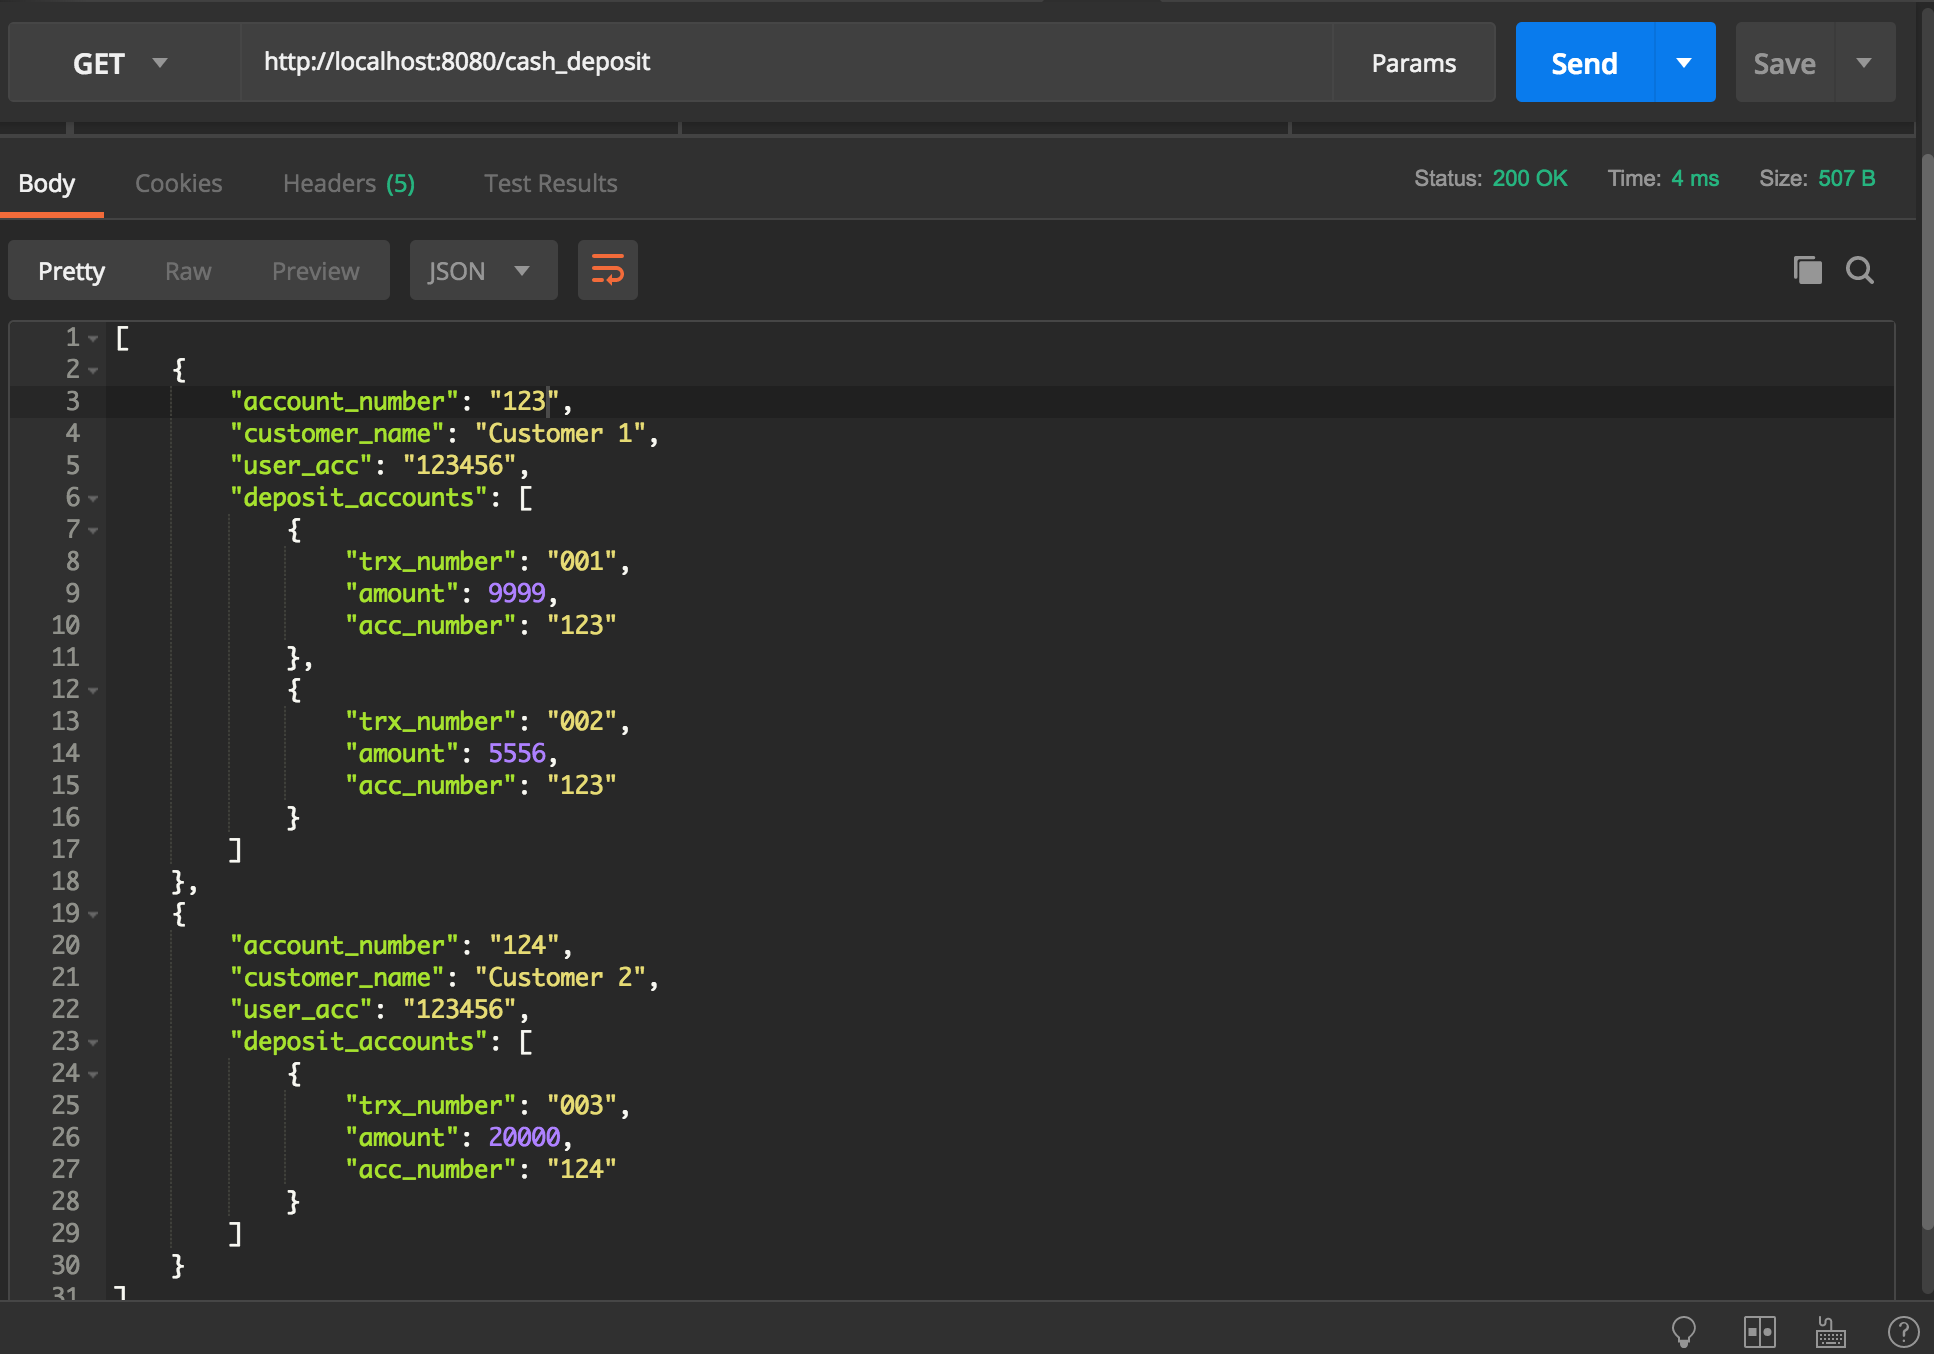 GET http://localhost:8080/cash_deposit Params Send Save
Body Cookies Headers (5) Test Results Status: 200 OK Time: 4 ms Size: 507 B
Pretty Raw Preview JSON
1 [
2 {
3 "account_number": "123",
4 "customer_name": "Customer 1",
5 "user_acc": "123456",
6 "deposit_accounts": [
7 {
8 "trx_number": "001",
9 "amount": 9999,
10 "acc_number": "123"
11 },
12 {
13 "trx_number": "002",
14 "amount": 5556,
15 "acc_number": "123"
16 }
17 ]
18 },
19 {
20 "account_number": "124",
21 "customer_name": "Customer 2",
22 "user_acc": "123456",
23 "deposit_accounts": [
24 {
25 "trx_number": "003",
26 "amount": 20000,
27 "acc_number": "124"
28 }
29 ]
30 }
31 ]